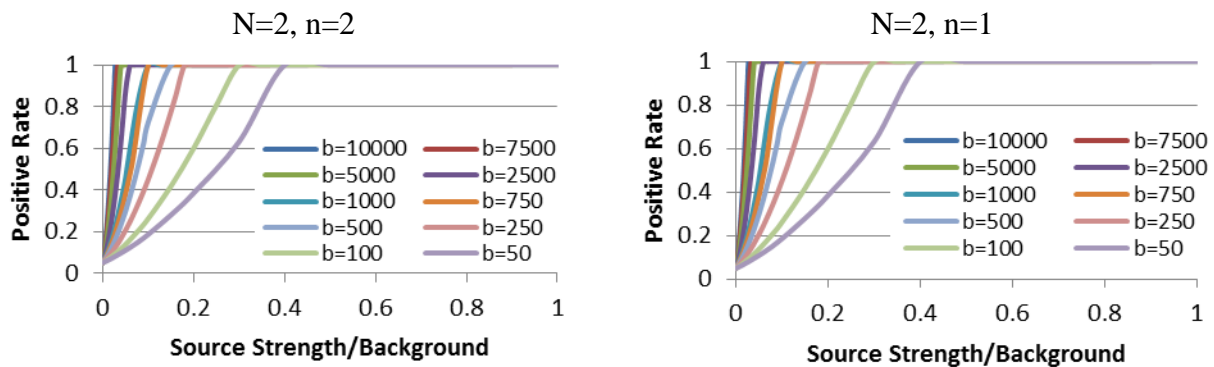 N=2, n=2
Positive Rate
1
0.8
0.6
0.4
0.2
0
b=10000 b=7500
b=5000 b=2500
b=1000 b=750
b=500 b=250
b=100 b=50
0 0.2 0.4 0.6 0.8 1
Source Strength/Background
N=2, n=1
Positive Rate
1
0.8
0.6
0.4
0.2
0
b=10000 b=7500
b=5000 b=2500
b=1000 b=750
b=500 b=250
b=100 b=50
0 0.2 0.4 0.6 0.8 1
Source Strength/Background